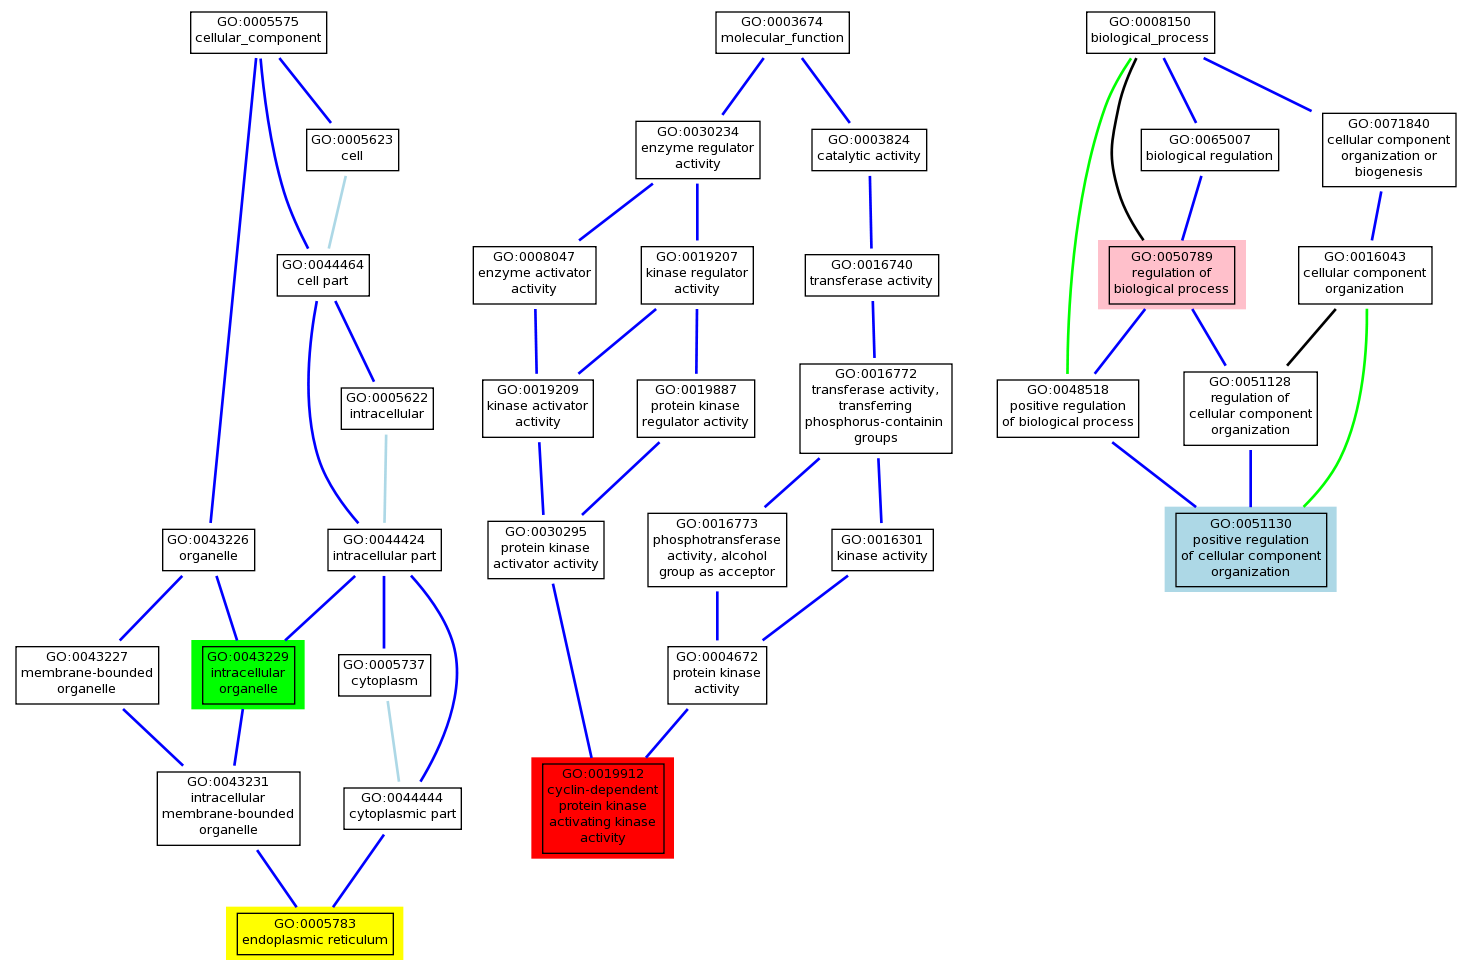 GO:0005575
cellular_component
GO:0003674
molecular_function
GO:0008150
biological_process
GO:0005623
cell
GO:0030234
enzyme regulator
activity
GO:0003824
catalytic activity
GO:0065007
biological regulation
GO:0071840
cellular component
organization or
biogenesis
GO:0044464
cell part
GO:0008047
enzyme activator
activity
GO:0019207
kinase regulator
activity
GO:0016740
transferase activity
GO:0050789
regulation of
biological process
GO:0016043
cellular component
organization
GO:0005622
intracellular
GO:0019209
kinase activator
activity
GO:0019887
protein kinase
regulator activity
GO:0016772
transferase activity,
transferring
phosphorus-containin
groups
GO:0048518
positive regulation
of biological process
GO:0051128
regulation of
cellular component
organization
GO:0043226
organelle
GO:0044424
intracellular part
GO:0030295
protein kinase
activator activity
GO:0016773
phosphotransferase
activity, alcohol
group as acceptor
GO:0016301
kinase activity
GO:0051130
positive regulation
of cellular component
organization
GO:0043227
membrane-bounded
organelle
GO:0043229
intracellular
organelle
GO:0005737
cytoplasm
GO:0004672
protein kinase
activity
GO:0043231
intracellular
membrane-bounded
organelle
GO:0044444
cytoplasmic part
GO:0019912
cyclin-dependent
protein kinase
activating kinase
activity
GO:0005783
endoplasmic reticulum